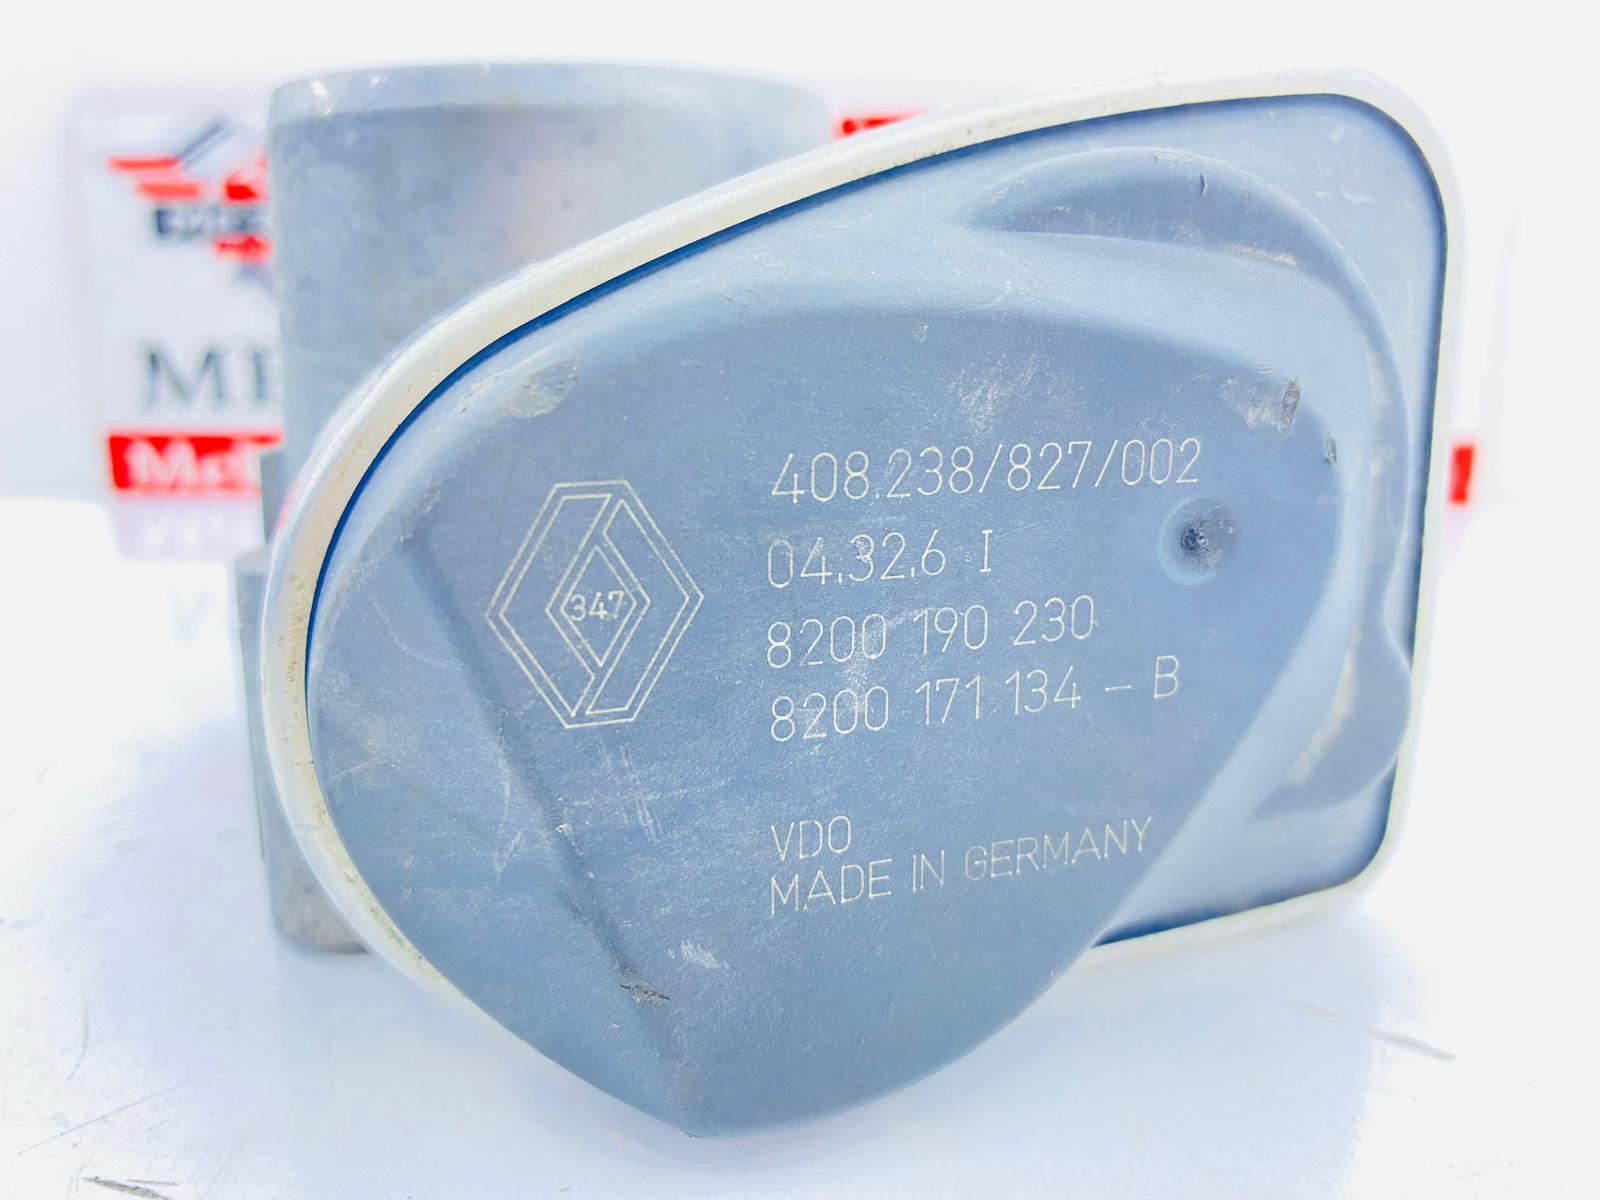 408.238/827/002
04.32.6 I
347
8200 190 230
8200 171 134 - B
VDO
MADE IN GERMANY